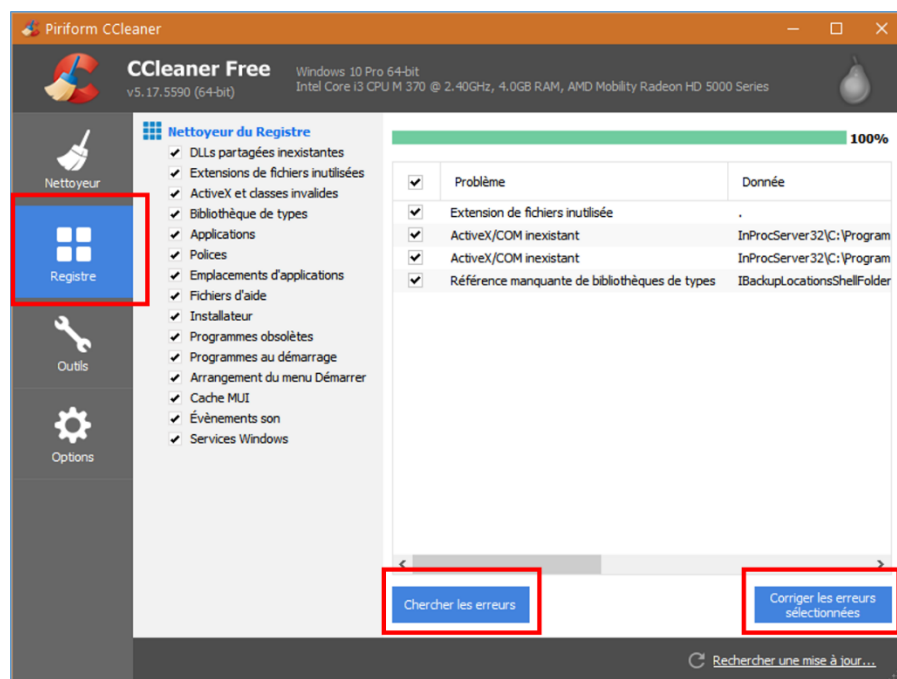 Piriform CCleaner
CCleaner Free
v5.17.5590 (64-bit)
Windows 10 Pro 64-bit
Intel Core i3 CPU M 370 @ 2.40GHz, 4.0GB RAM, AMD Mobility Radeon HD 5000 Series
Nettoyeur
Registre
Outils
Options
Nettoyeur du Registre
DLLs partagées inexistantes
Extensions de fichiers inutilisées
ActiveX et classes invalides
Bibliothèque de types
Applications
Polices
Emplacements d'applications
Fichiers d'aide
Installateur
Programmes obsolètes
Programmes au démarrage
Arrangement du menu Démarrer
Cache MUI
Évènements son
Services Windows
100%
Problème Donnée
Extension de fichiers inutilisée .
ActiveX/COM inexistant InProcServer32\C:\Program
ActiveX/COM inexistant InProcServer32\C:\Program
Référence manquante de bibliothèques de types IBackupLocationsShellFolder
Chercher les erreurs
Corriger les erreurs
sélectionnées
Rechercher une mise à jour...